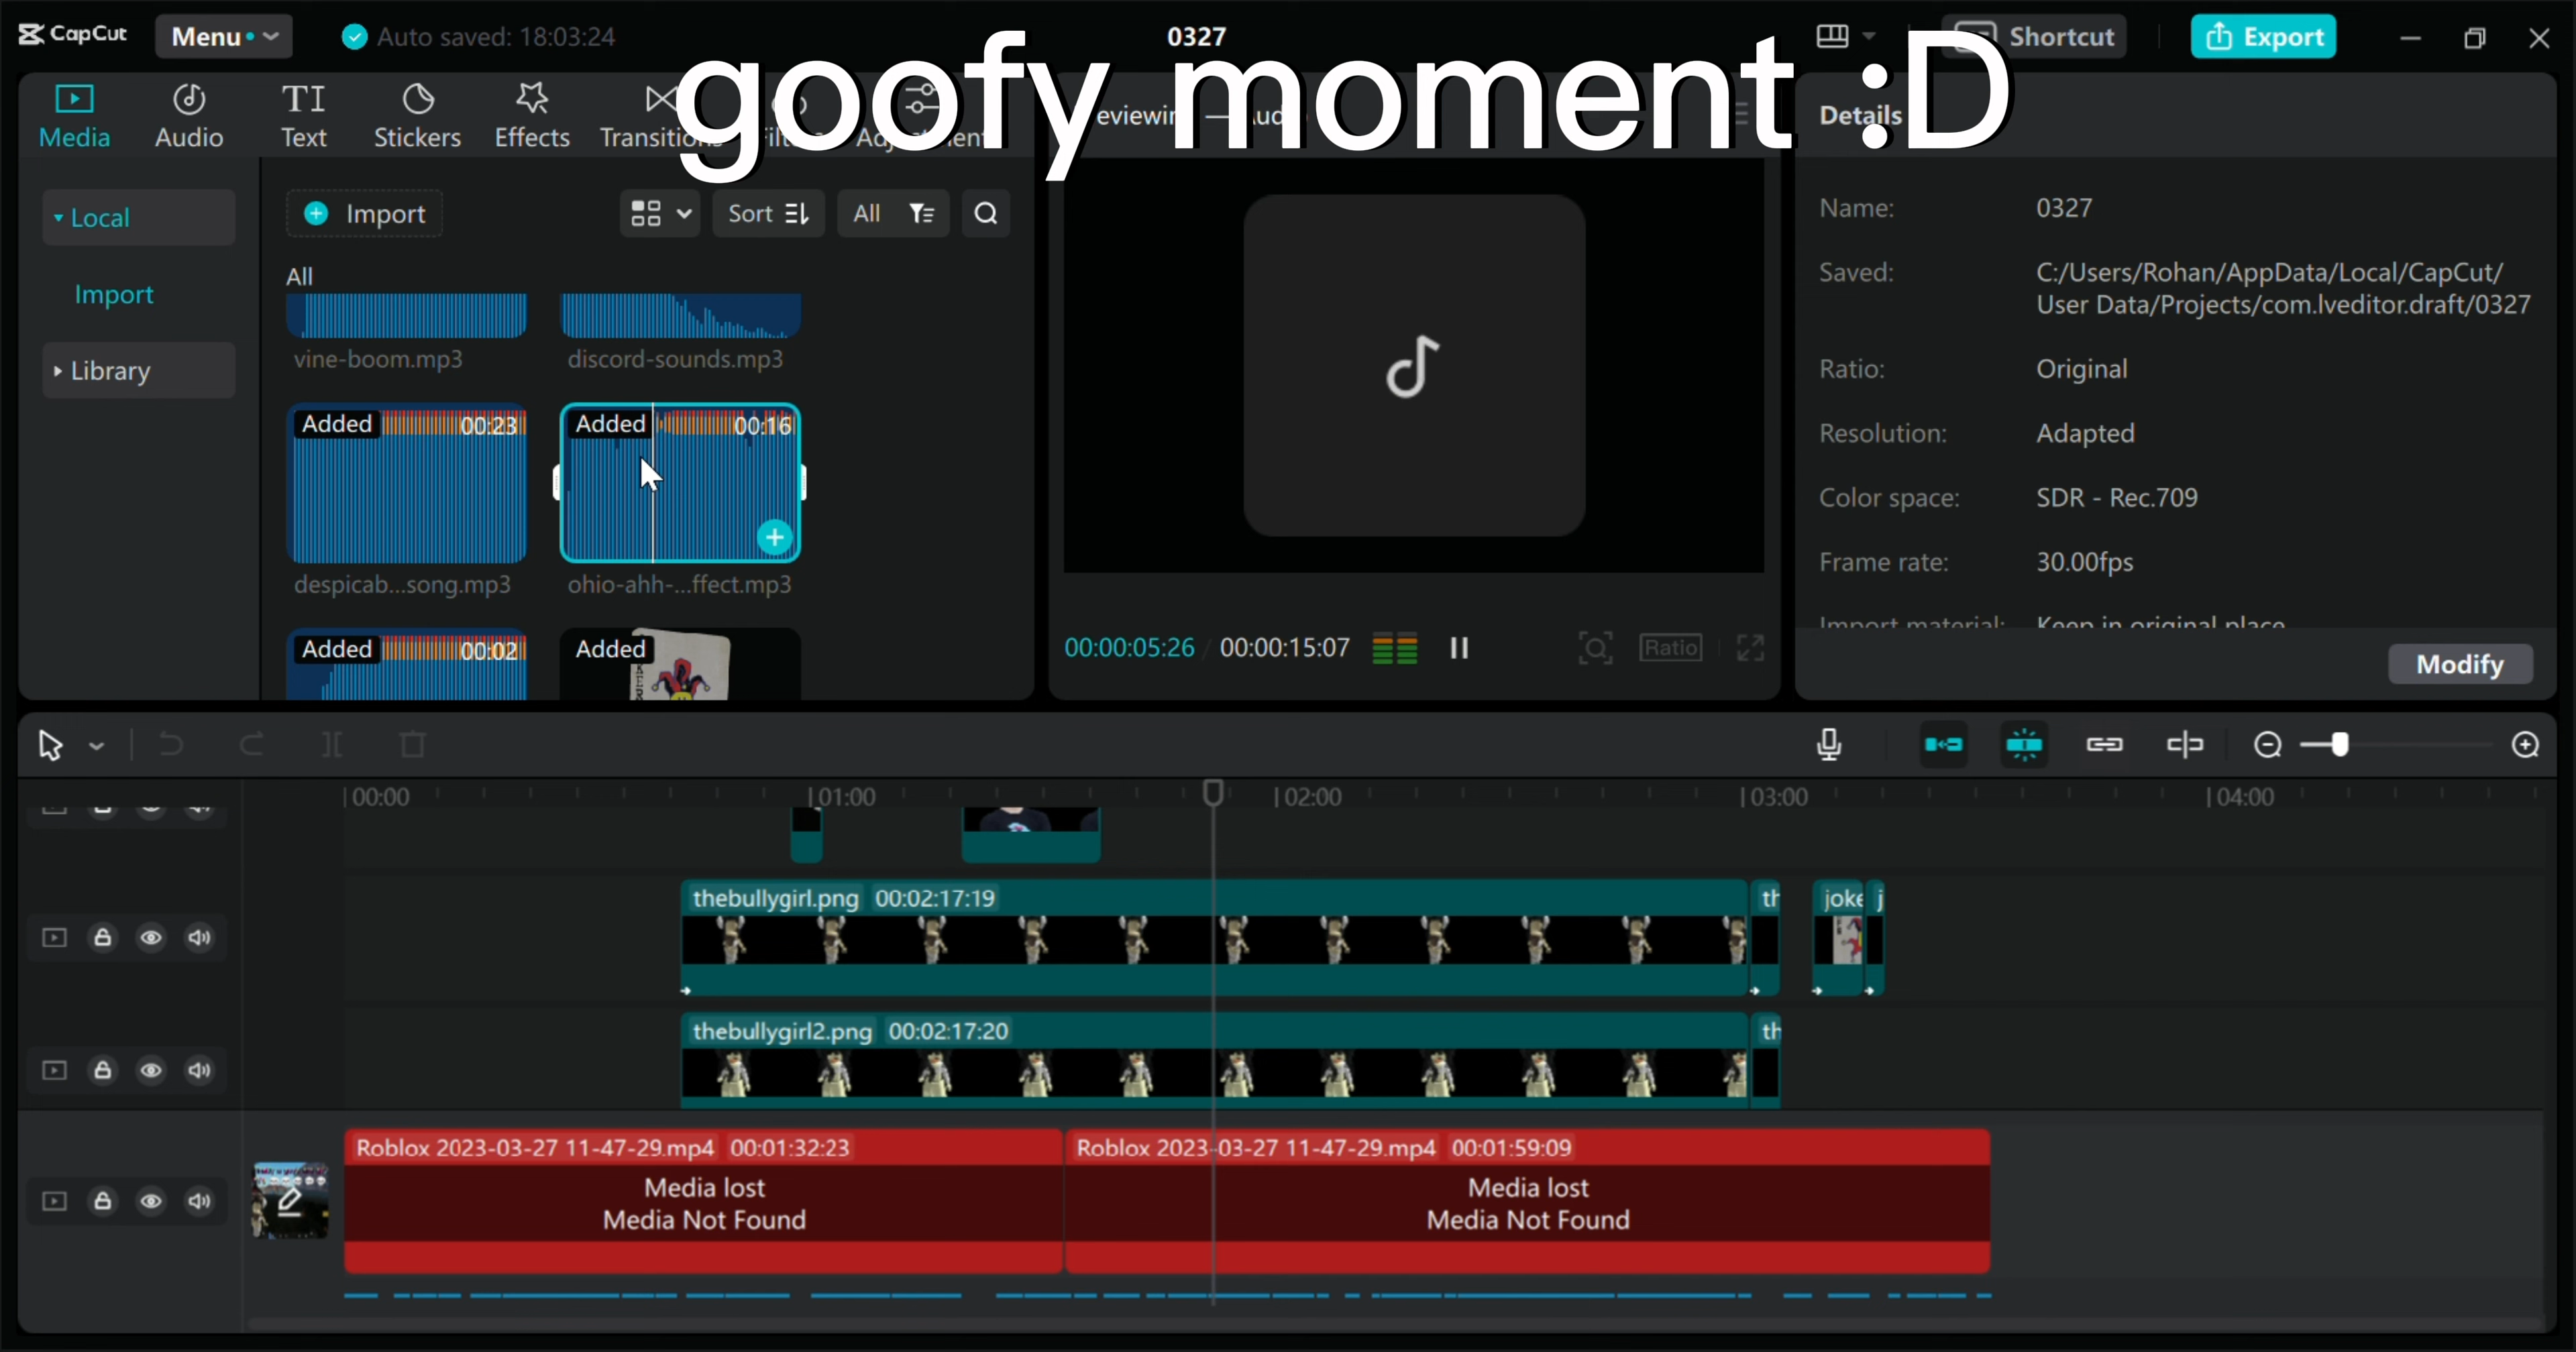 CapCut
Menu
Auto saved: 18:03:24
0327
Shortcut
Export
goofy moment :D
Media
Audio
Text
Stickers
Effects
Details
Local
Import
Library
Import
Sort
All
All
vine-boom.mp3
discord-sounds.mp3
Added
00:23
despicab...song.mp3
Added
00:16
ohio-ahh-...ffect.mp3
Added
00:02
Added
00:00:05:26 / 00:00:15:07
Ratio
Name: 0327
Saved: C:/Users/Rohan/AppData/Local/CapCut/
User Data/Projects/com.lveditor.draft/0327
Ratio: Original
Resolution: Adapted
Color space: SDR - Rec.709
Frame rate: 30.00fps
Import material: Keep in original place
Modify
00:00
01:00
02:00
03:00
04:00
thebullygirl.png 00:02:17:19
th
joke
j
thebullygirl2.png 00:02:17:20
th
Roblox 2023-03-27 11-47-29.mp4 00:01:32:23
Media lost
Media Not Found
Roblox 2023-03-27 11-47-29.mp4 00:01:59:09
Media lost
Media Not Found